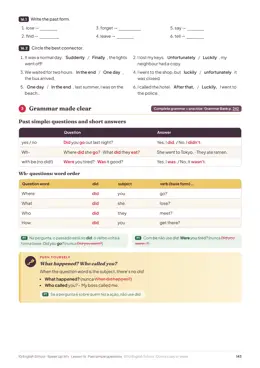 Write the past form.
1. lose —
3. forget —
5. say —
2. find —
4. leave —
6. tell —
Circle the best connector.
1. It was a normal day. Suddenly / Finally , the lights went off!
2. I lost my keys. Unfortunately / Luckily , my neighbour had a copy.
3. We waited for two hours. In the end / One day , the bus arrived.
4. I went to the shop, but luckily / unfortunately it was closed.
5. One day / In the end , last summer, I was on the beach…
6. I called the hotel. After that, / Luckily, I went to the police.
Grammar made clear
Past simple: questions and short answers
Question
Answer
yes / no
Did you go out last night?
Yes, I did. / No, I didn't.
Wh-
Where did she go? What did they eat?
She went to Tokyo. They ate ramen.
with be (no did!)
Were you tired? Was it good?
Yes, I was. / No, it wasn't.
Wh- questions: word order
Question word
did
subject
verb (base form)…
Where
did
you
go?
What
did
she
lose?
Who
did
they
meet?
How
did
you
get there?
PUSH YOURSELF
What happened? Who called you?
When the question word is the subject, there's no did:
What happened?
Who called you? – My boss called me.